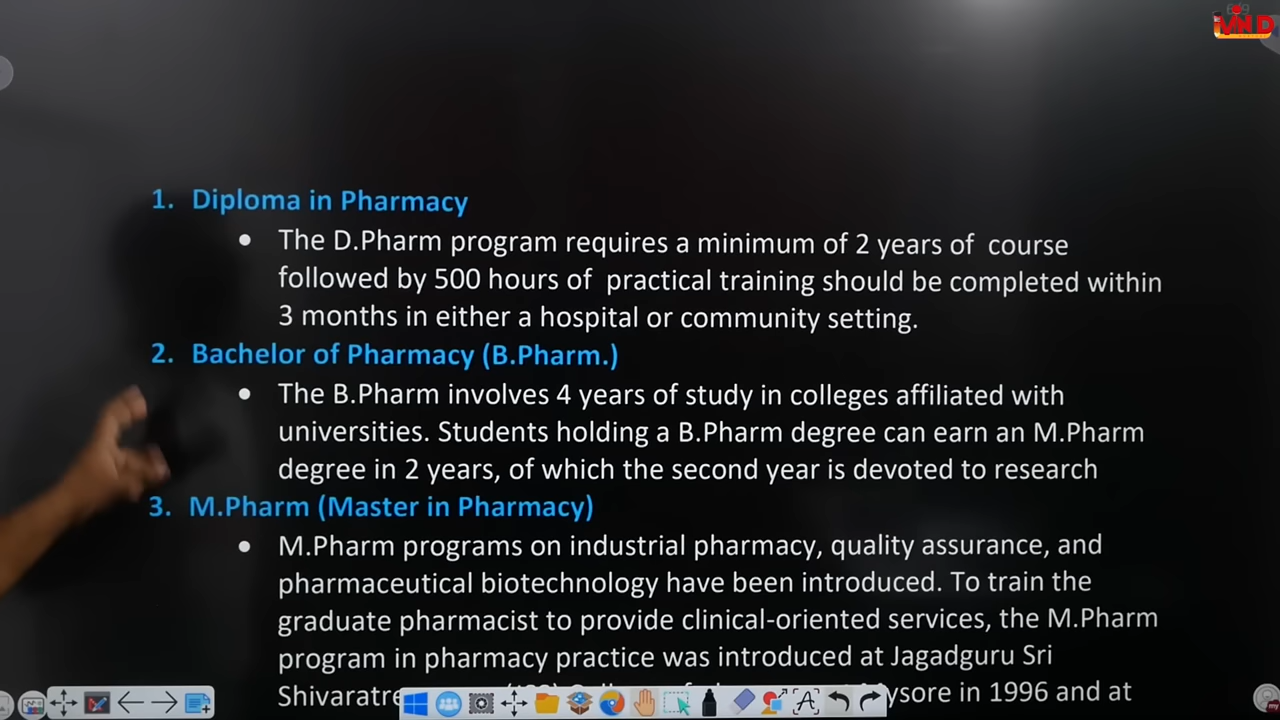 1. Diploma in Pharmacy
• The D.Pharm program requires a minimum of 2 years of course
followed by 500 hours of practical training should be completed within
3 months in either a hospital or community setting.
2. Bachelor of Pharmacy (B.Pharm.)
• The B.Pharm involves 4 years of study in colleges affiliated with
universities. Students holding a B.Pharm degree can earn an M.Pharm
degree in 2 years, of which the second year is devoted to research
3. M.Pharm (Master in Pharmacy)
• M.Pharm programs on industrial pharmacy, quality assurance, and
pharmaceutical biotechnology have been introduced. To train the
graduate pharmacist to provide clinical-oriented services, the M.Pharm
program in pharmacy practice was introduced at Jagadguru Sri
in 1996 and at